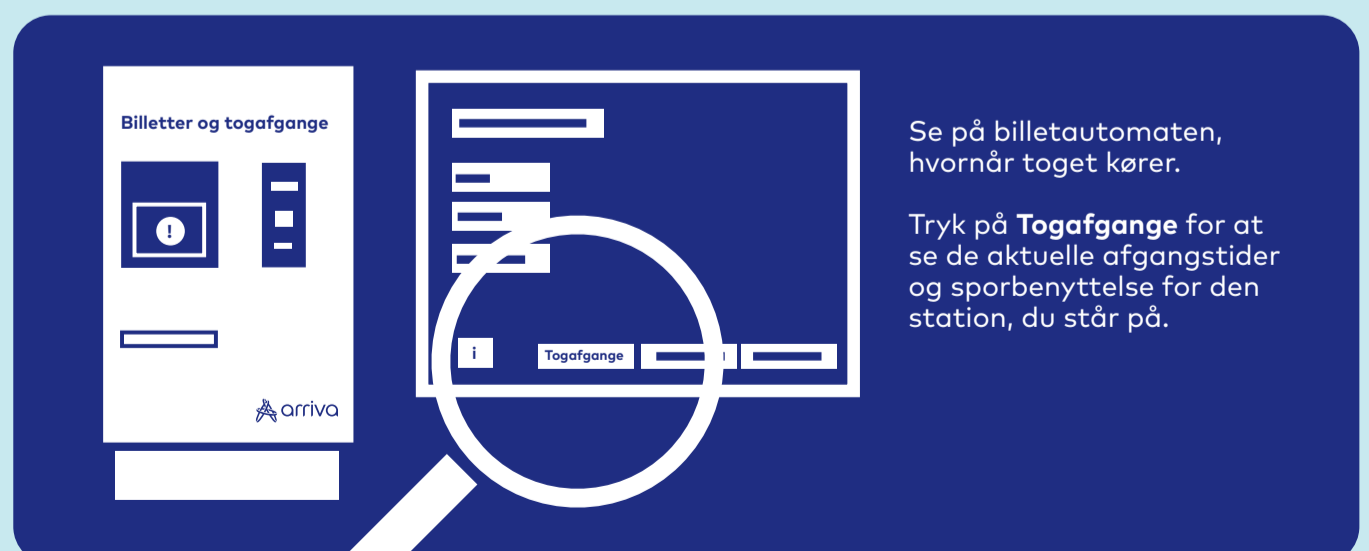 Billetter og togafgange
!
arriva
i
Togafgange
Se på billetautomaten,
hvornår toget kører.
Tryk på Togafgange for at
se de aktuelle afgangstider
og sporbenyttelse for den
station, du står på.